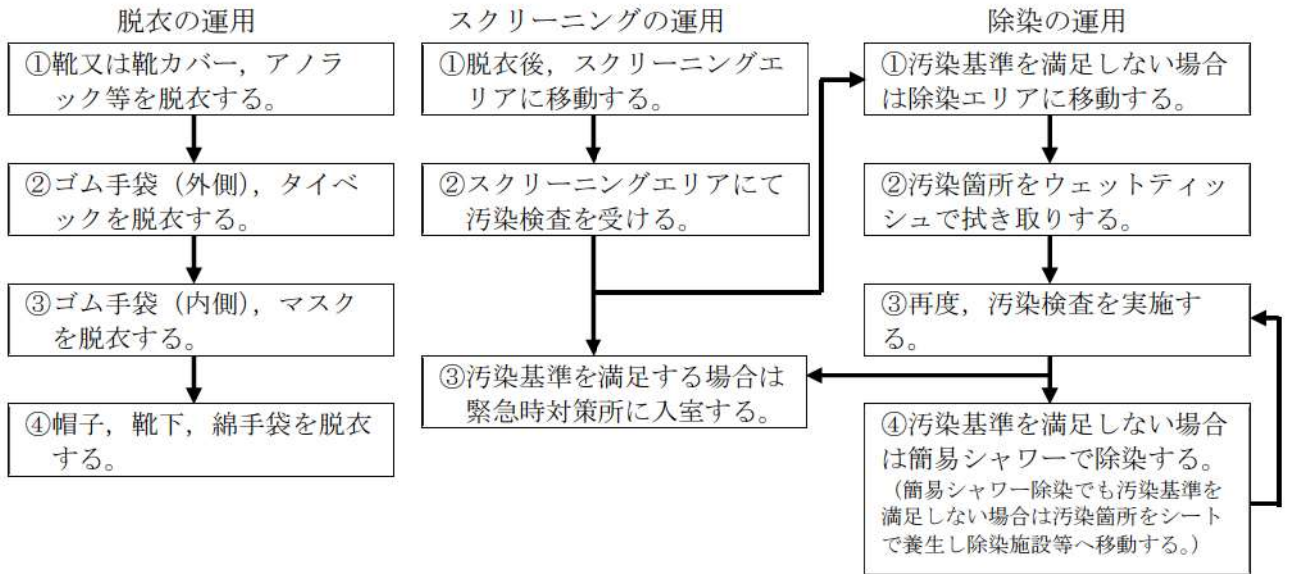 脱衣の運用
①靴又は靴カバー，アノラ
ック等を脱衣する。
②ゴム手袋（外側），タイベ
ックを脱衣する。
③ゴム手袋（内側），マスク
を脱衣する。
④帽子，靴下，綿手袋を脱衣
する。
スクリーニングの運用
①脱衣後，スクリーニングエ
リアに移動する。
②スクリーニングエリアにて
汚染検査を受ける。
③汚染基準を満足する場合は
緊急時対策所に入室する。
除染の運用
①汚染基準を満足しない場合
は除染エリアに移動する。
②汚染箇所をウェットティッ
シュで拭き取りする。
③再度，汚染検査を実施す
る。
④汚染基準を満足しない場合
は簡易シャワーで除染する。
（簡易シャワー除染でも汚染基準を
満足しない場合は汚染箇所をシート
で養生し除染施設等へ移動する。）